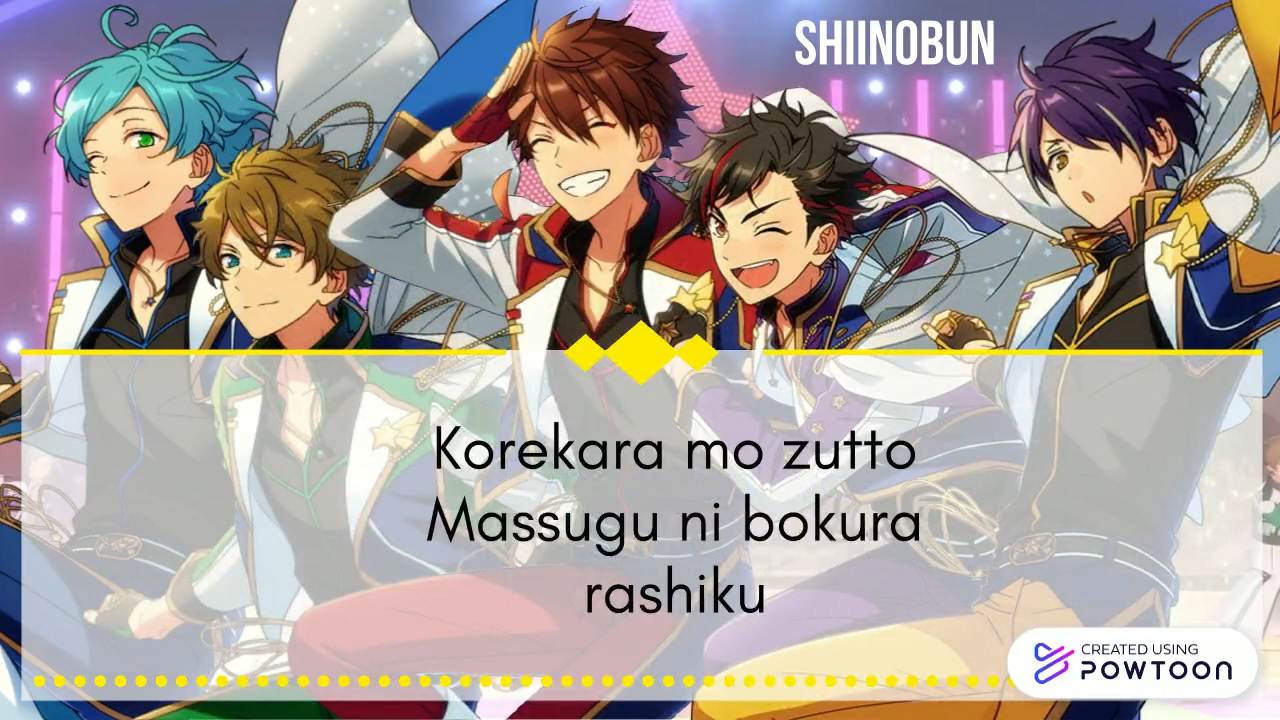 SHIINOBUN
Korekara mo zutto
Massugu ni bokura
rashiku
CREATED USING
POWTOON